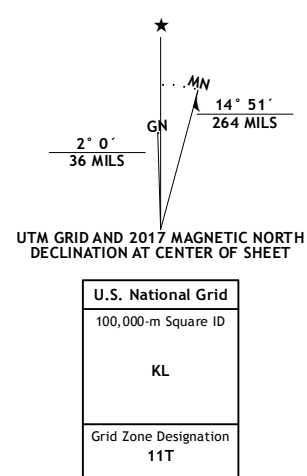 ★
MN
GN
14° 51´
264 MILS
2° 0´
36 MILS
UTM GRID AND 2017 MAGNETIC NORTH
DECLINATION AT CENTER OF SHEET
U.S. National Grid
100,000-m Square ID
KL
Grid Zone Designation
11T